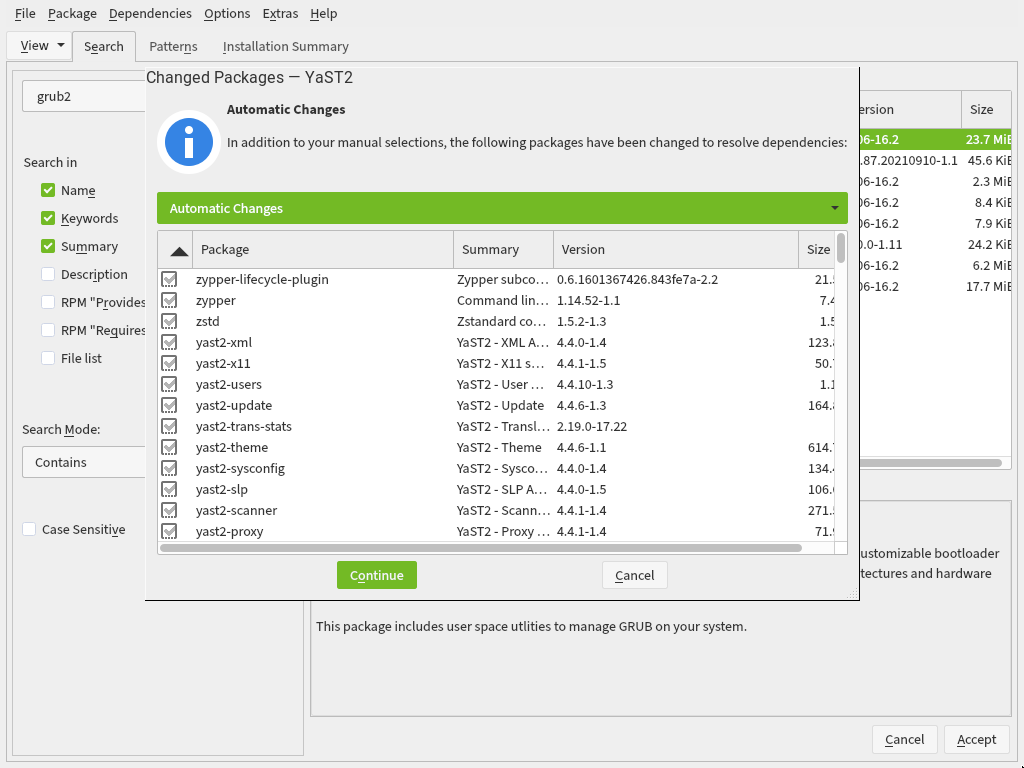 File Package Dependencies Options Extras Help
View Search Patterns Installation Summary
grub2
Search in
Name
Keywords
Summary
Description
RPM "Provides
RPM "Requires
File list
Search Mode:
Contains
Case Sensitive
Changed Packages — YaST2
Automatic Changes
In addition to your manual selections, the following packages have been changed to resolve dependencies:
Automatic Changes
Package Summary Version Size
zypper-lifecycle-plugin Zypper subco... 0.6.1601367426.843fe7a-2.2 21.
zypper Command lin... 1.14.52-1.1 7.4
zstd Zstandard co... 1.5.2-1.3 1.5
yast2-xml YaST2 - XML A... 4.4.0-1.4 123.
yast2-x11 YaST2 - X11 s... 4.4.1-1.5 50.
yast2-users YaST2 - User ... 4.4.10-1.3 1.1
yast2-update YaST2 - Update 4.4.6-1.3 164.
yast2-trans-stats YaST2 - Transl... 2.19.0-17.22
yast2-theme YaST2 - Theme 4.4.6-1.1 614.
yast2-sysconfig YaST2 - Sysco... 4.4.0-1.4 134.
yast2-slp YaST2 - SLP A... 4.4.0-1.5 106.
yast2-scanner YaST2 - Scann... 4.4.1-1.4 271.
yast2-proxy YaST2 - Proxy ... 4.4.1-1.4 71.
Continue Cancel
ersion Size
06-16.2 23.7 MiB
.87.20210910-1.1 45.6 KiB
06-16.2 2.3 MiB
06-16.2 8.4 KiB
06-16.2 7.9 KiB
0.0-1.11 24.2 KiB
06-16.2 6.2 MiB
06-16.2 17.7 MiB
ustomizable bootloader
tectures and hardware
This package includes user space utlities to manage GRUB on your system.
Cancel Accept